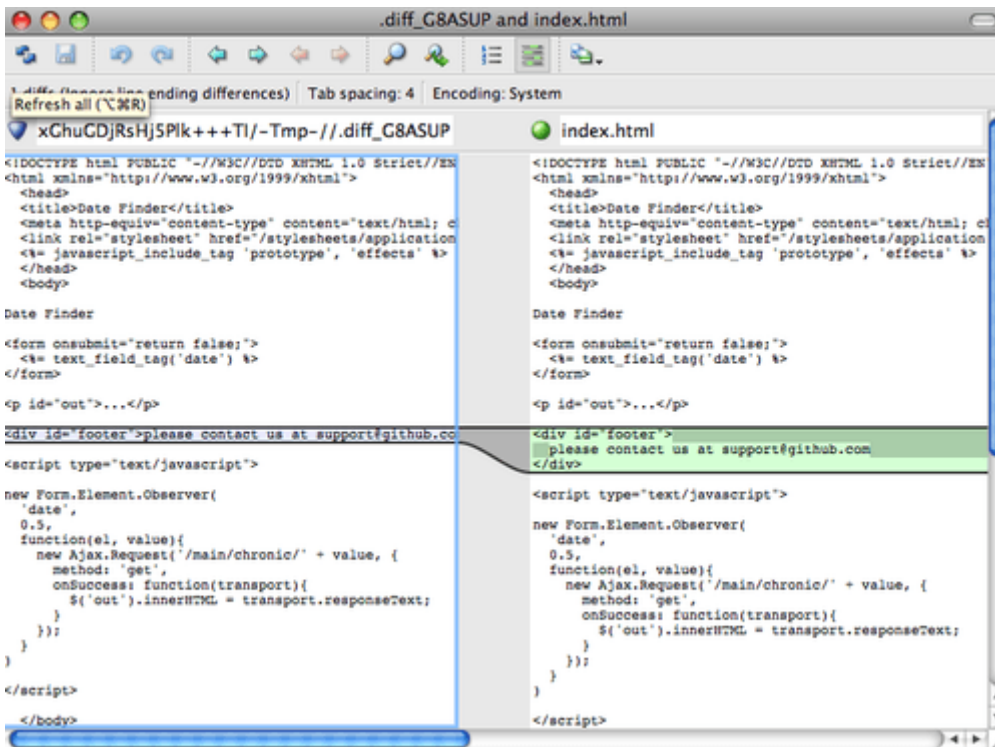 .diff_G8ASUP and index.html
ending differences) Tab spacing: 4 Encoding: System
Refresh all (⌥⌘R)
xGhuGDjRsHj5Plk+++TI/-Tmp-//.diff_G8ASUP
<!DOCTYPE html PUBLIC "-//W3C//DTD XHTML 1.0 Strict//EN
<html xmlns="http://www.w3.org/1999/xhtml">
<head>
<title>Date Finder</title>
<meta http-equiv="content-type" content="text/html; c
<link rel="stylesheet" href="/stylesheets/application
<%= javascript_include_tag 'prototype', 'effects' %>
</head>
<body>
Date Finder
<form onsubmit="return false;">
<%= text_field_tag('date') %>
</form>
<p id="out">...</p>
<div id="footer">please contact us at support@github.co
<script type="text/javascript">
new Form.Element.Observer(
'date',
0.5,
function(el, value){
new Ajax.Request('/main/chronic/' + value, {
method: 'get',
onSuccess: function(transport){
$('out').innerHTML = transport.responseText;
}
});
}
)
</script>
</body>
index.html
<!DOCTYPE html PUBLIC "-//W3C//DTD XHTML 1.0 Strict//EN
<html xmlns="http://www.w3.org/1999/xhtml">
<head>
<title>Date Finder</title>
<meta http-equiv="content-type" content="text/html; c
<link rel="stylesheet" href="/stylesheets/application
<%= javascript_include_tag 'prototype', 'effects' %>
</head>
<body>
Date Finder
<form onsubmit="return false;">
<%= text_field_tag('date') %>
</form>
<p id="out">...</p>
<div id="footer">
please contact us at support@github.com
</div>
<script type="text/javascript">
new Form.Element.Observer(
'date',
0.5,
function(el, value){
new Ajax.Request('/main/chronic/' + value, {
method: 'get',
onSuccess: function(transport){
$('out').innerHTML = transport.responseText;
}
});
}
)
</script>